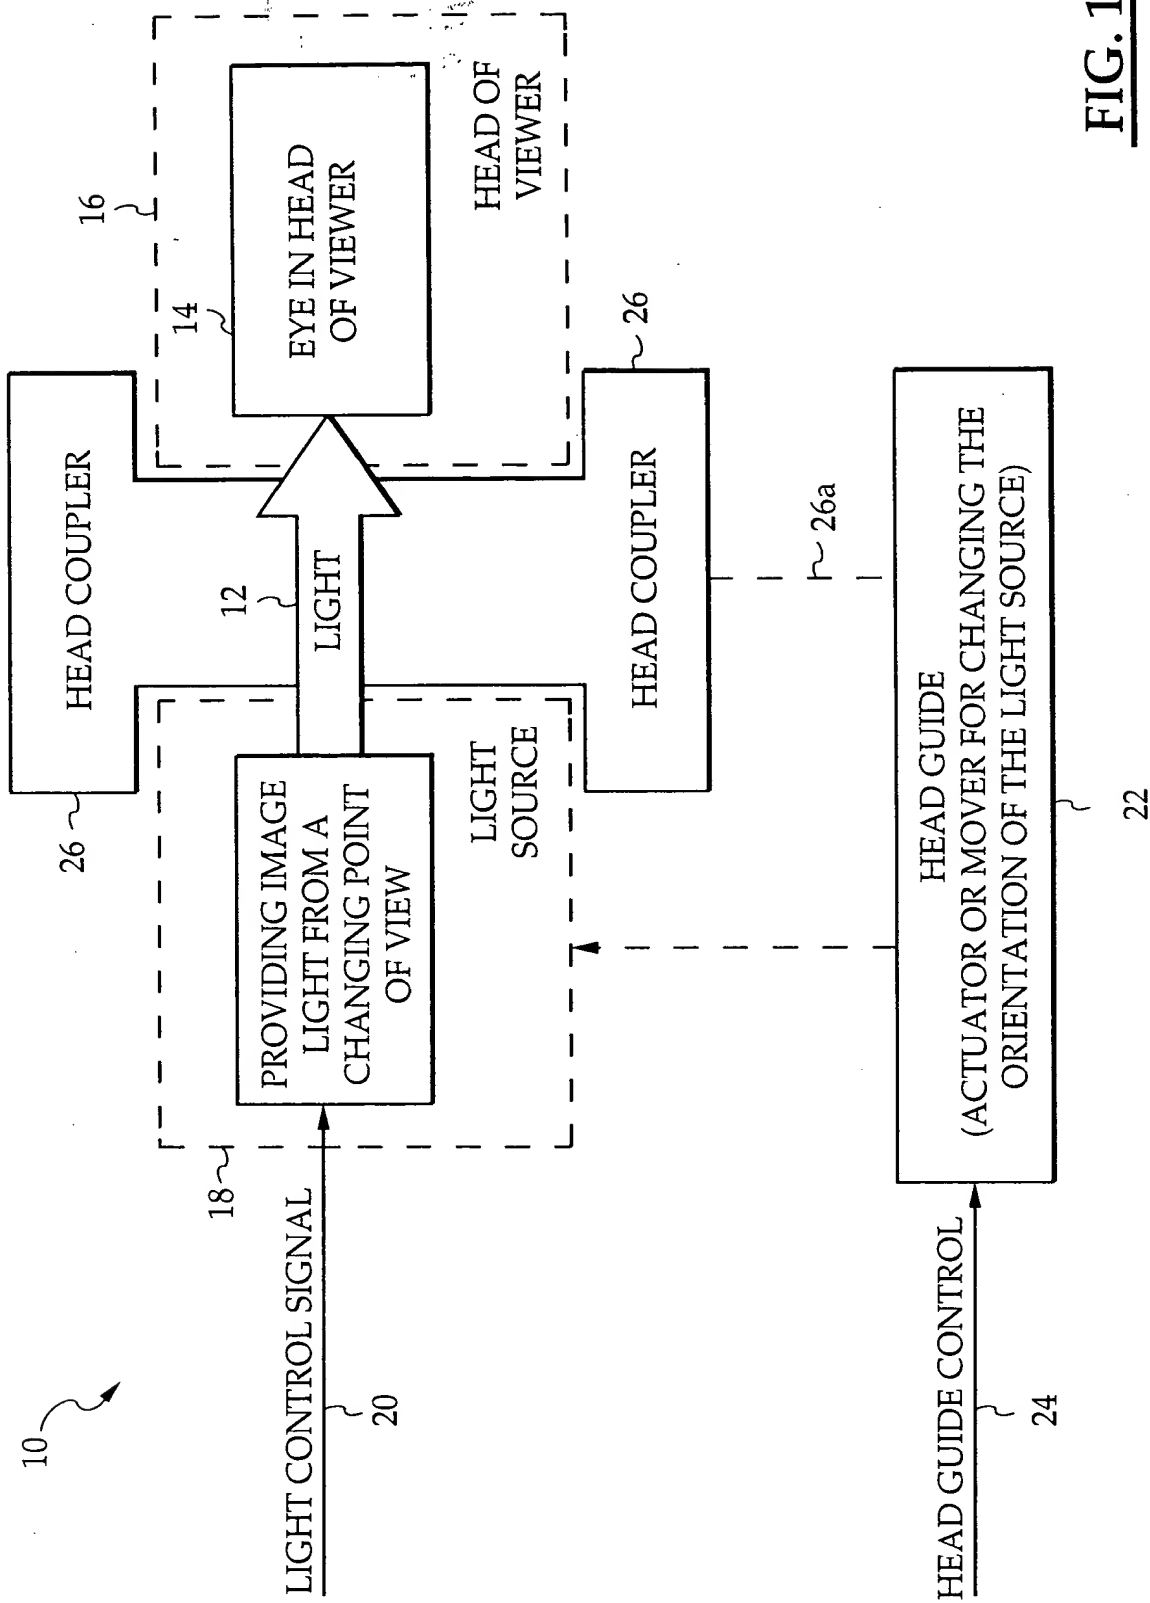 10
26
HEAD COUPLER
16
18
14
12
LIGHT CONTROL SIGNAL
20
PROVIDING IMAGE
LIGHT FROM A
CHANGING POINT
OF VIEW
LIGHT
SOURCE
LIGHT
EYE IN HEAD
OF VIEWER
HEAD OF
VIEWER
HEAD COUPLER
26
26a
HEAD GUIDE CONTROL
24
HEAD GUIDE
(ACTUATOR OR MOVER FOR CHANGING THE
ORIENTATION OF THE LIGHT SOURCE)
22
FIG. 1